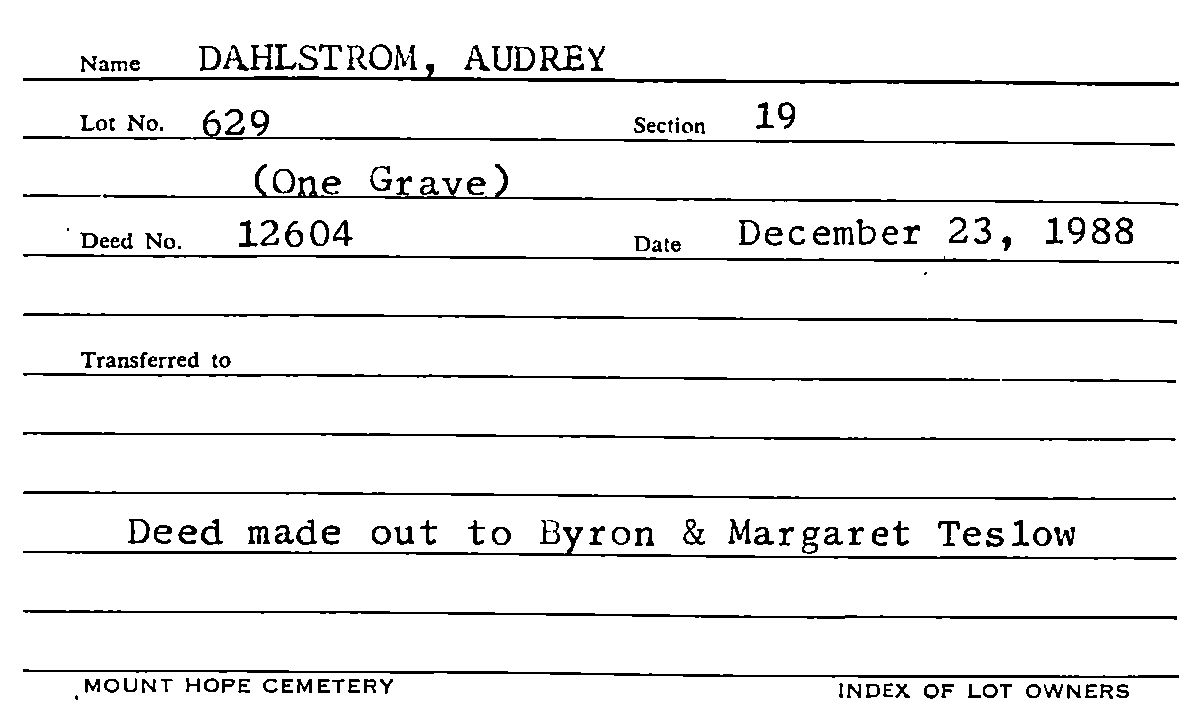 Name DAHLSTROM, AUDREY
Lot No. 629 Section 19
(One Grave)
Deed No. 12604 Date December 23, 1988
Transferred to
Deed made out to Byron & Margaret Teslow
MOUNT HOPE CEMETERY INDEX OF LOT OWNERS